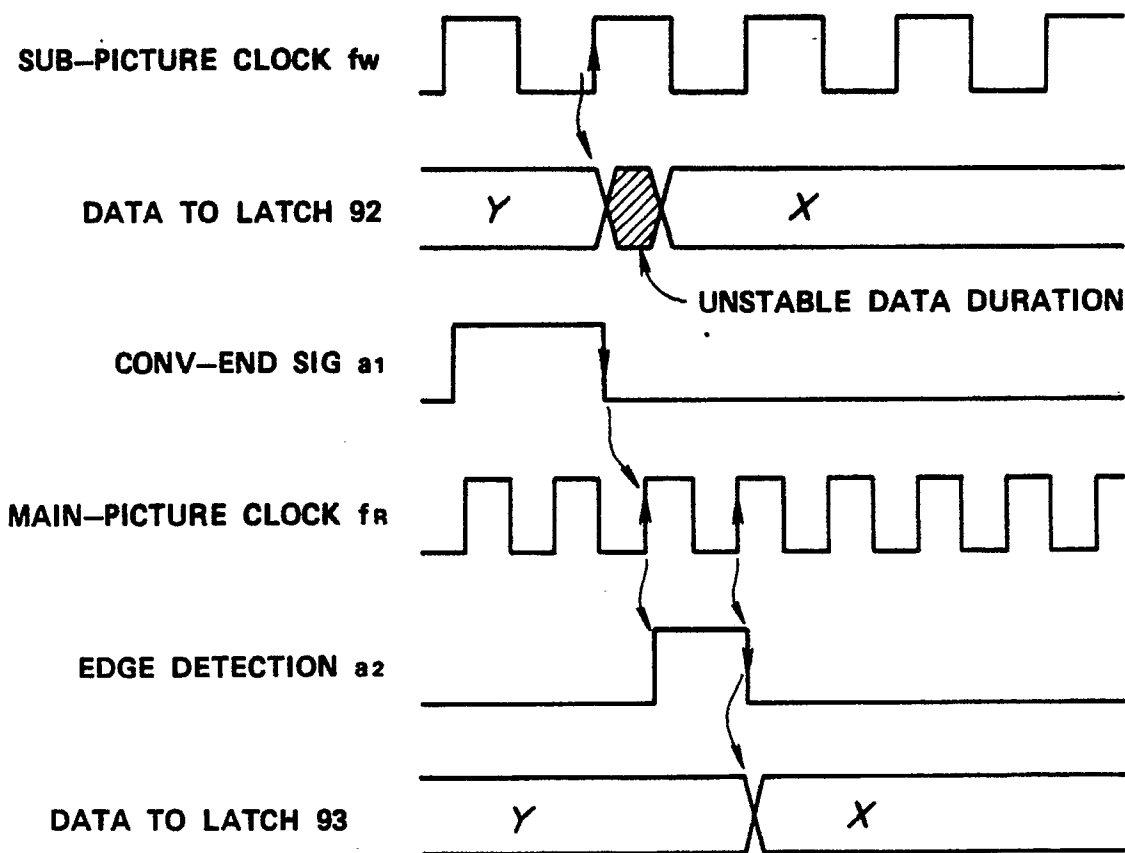 SUB–PICTURE CLOCK fw
DATA TO LATCH 92
Y
X
UNSTABLE DATA DURATION
CONV–END SIG a1
MAIN–PICTURE CLOCK fR
EDGE DETECTION a2
DATA TO LATCH 93
Y
X